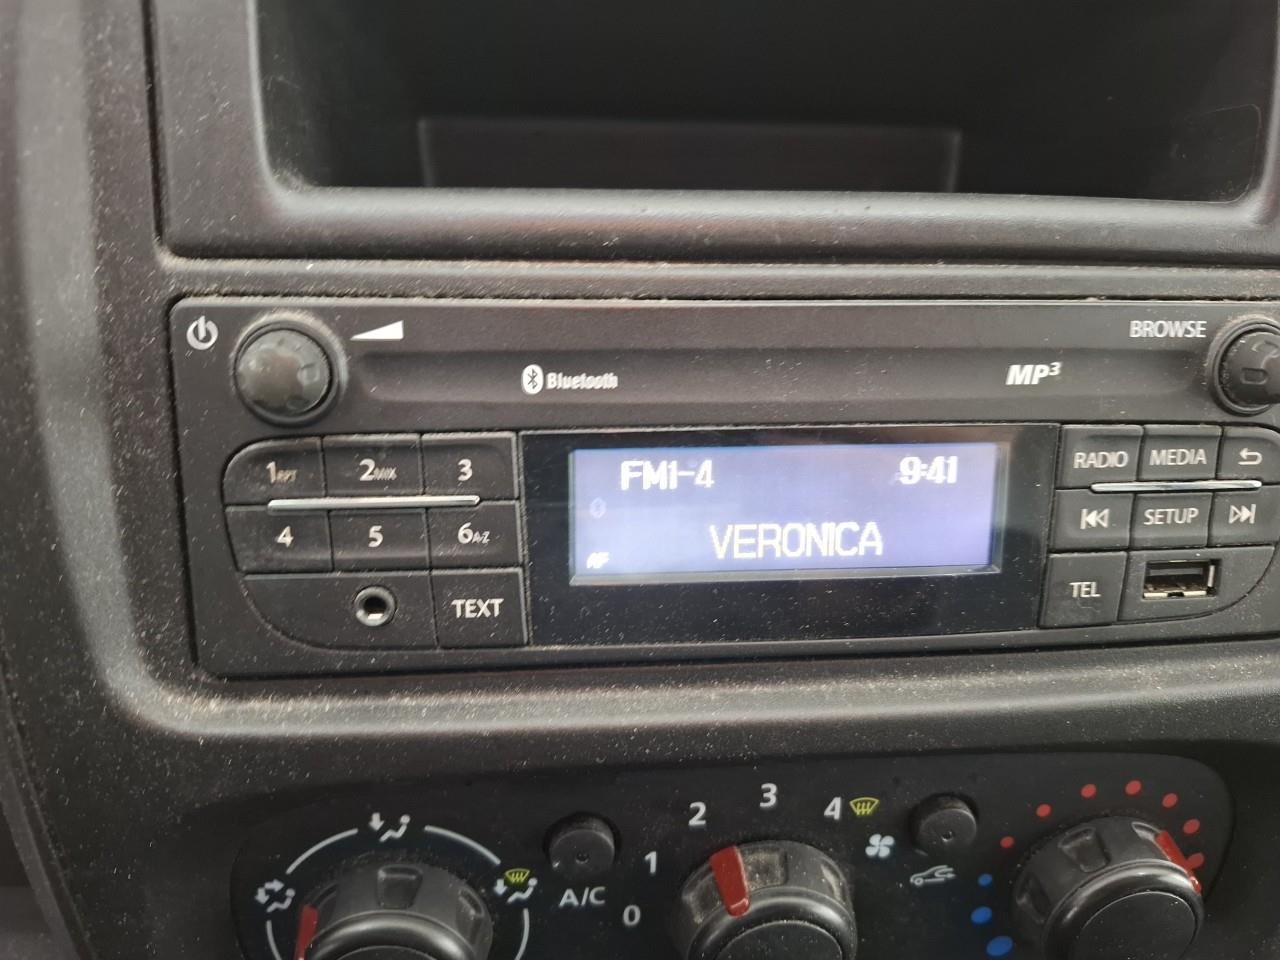 BROWSE
Bluetooth
MP3
1RPT 2MIX 3
4 5 6A-Z
TEXT
FM1-4 9:41
AF
VERONICA
RADIO MEDIA
SETUP
TEL
0 1 2 3 4
A/C